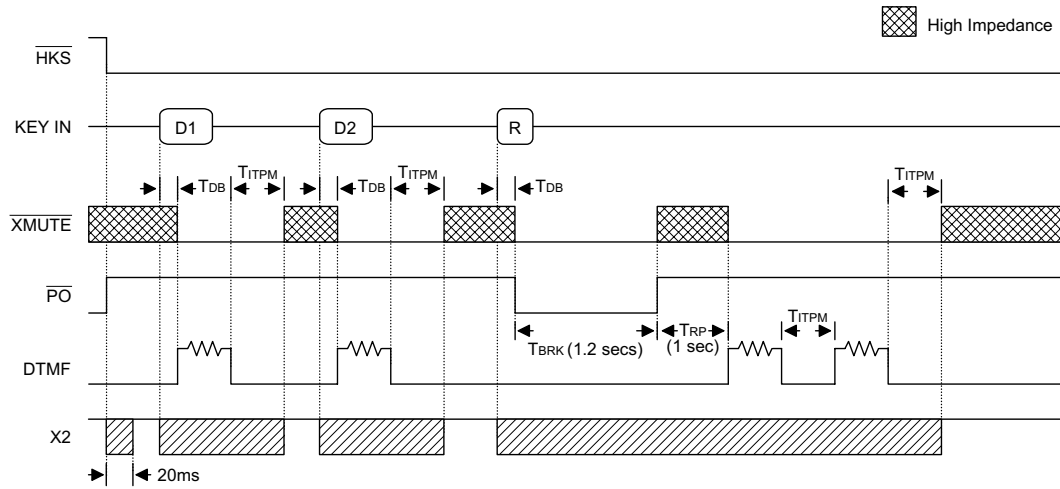 High Impedance
HKS
KEY IN D1 D2 R
TITPM TITPM TITPM
TDB TDB TDB
XMUTE
PO
TITPM
TBRK (1.2 secs) TRP
(1 sec)
DTMF
X2
20ms